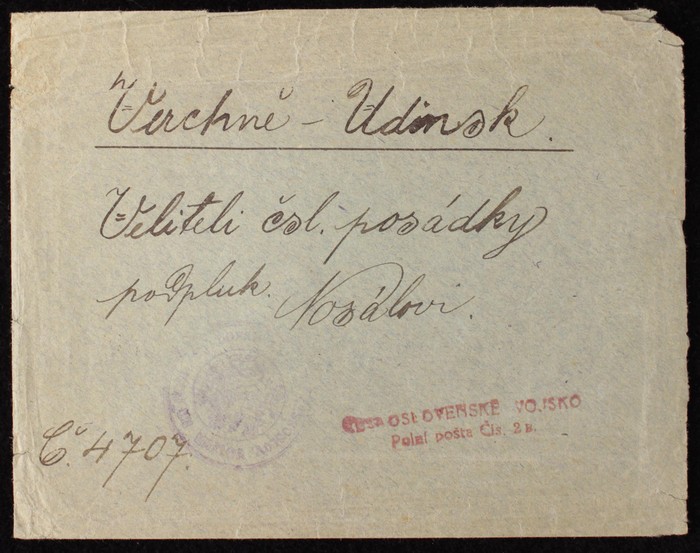 Verchně - Udinsk.
Veliteli čsl. posádky
podpluk. Nosálovi.
Č. 4707.
OSLOVENSKÉ VOJSKO
Polní pošta Čís. 2 B.